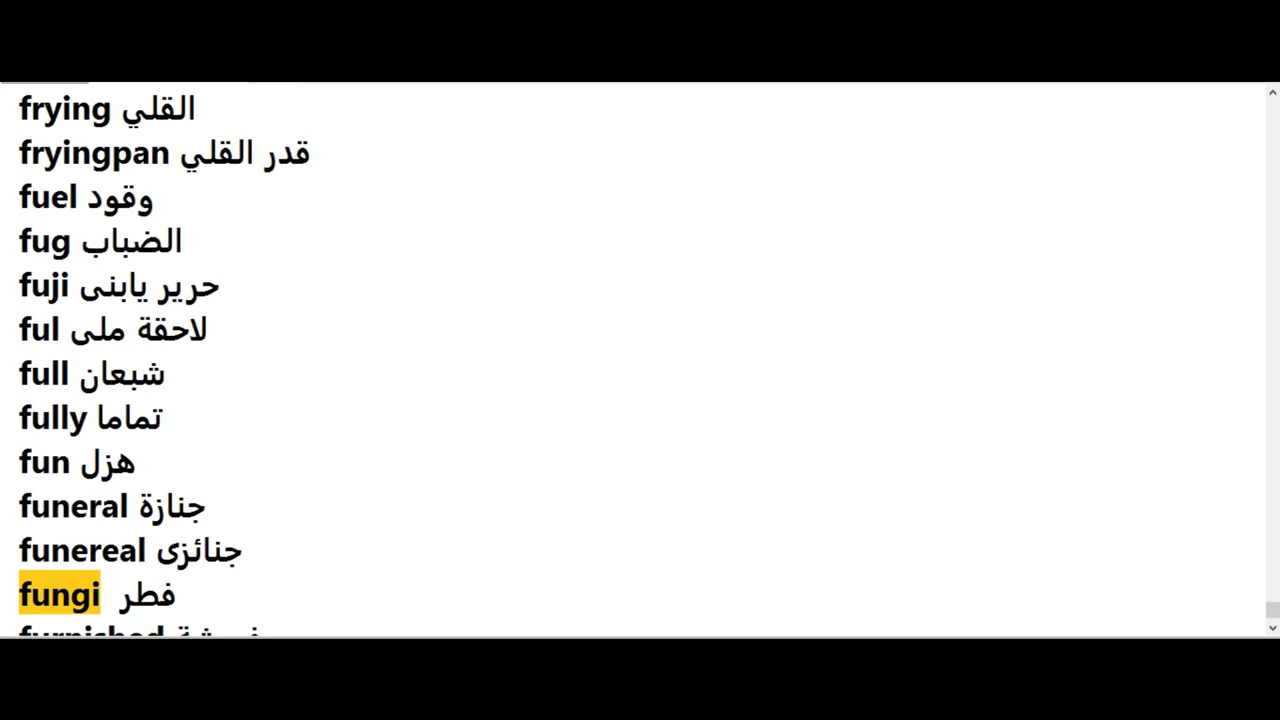 frying القلي
fryingpan قدر القلي
fuel وقود
fug الضباب
fuji حرير يابنى
ful لاحقة ملى
full شبعان
fully تماما
fun هزل
funeral جنازة
funereal جنائزى
fungi فطر
furnished